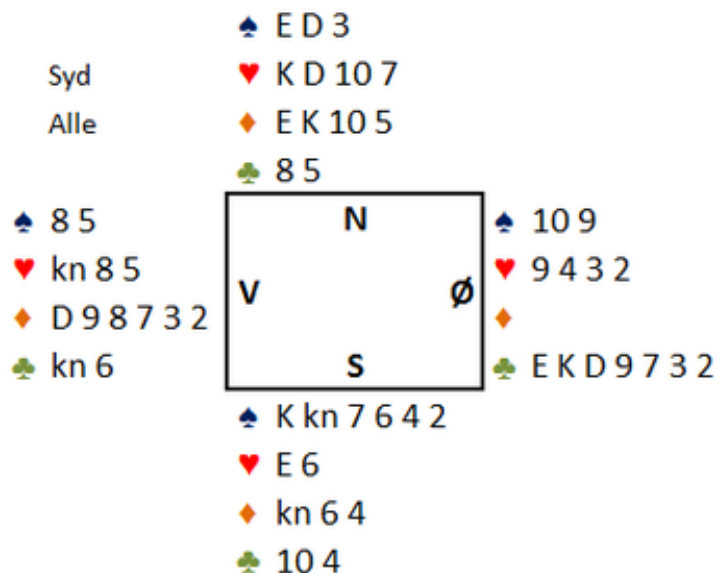 ♠ E D 3
Syd ♥ K D 10 7
Alle ♦ E K 10 5
♣ 8 5
♠ 8 5 N ♠ 10 9
♥ kn 8 5 ♥ 9 4 3 2
♦ D 9 8 7 3 2 V Ø ♦
♣ kn 6 S ♣ E K D 9 7 3 2
♠ K kn 7 6 4 2
♥ E 6
♦ kn 6 4
♣ 10 4